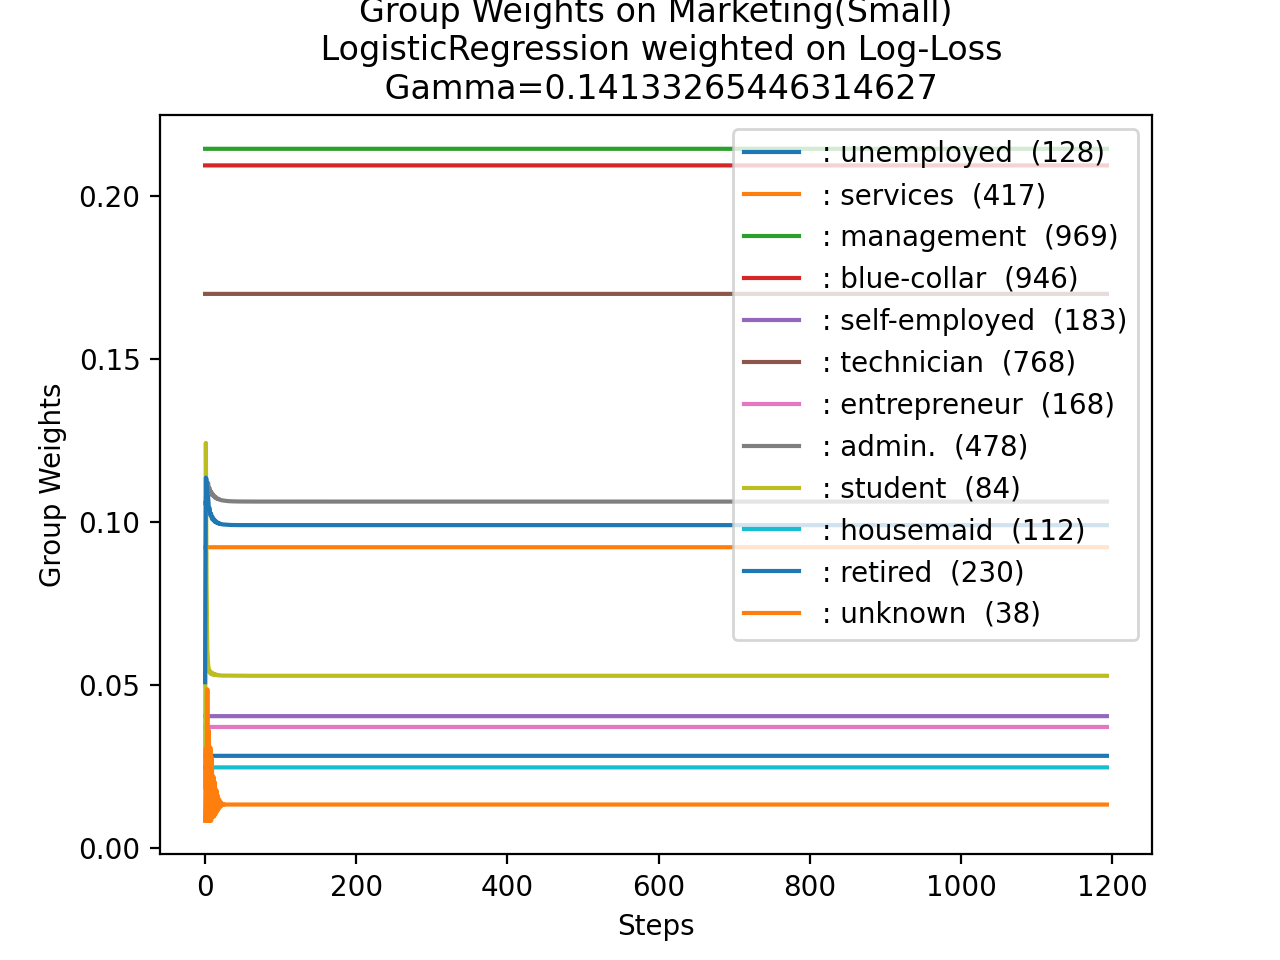 Group Weights on Marketing(Small)
LogisticRegression weighted on Log-Loss
Gamma=0.14133265446314627
Group Weights
0.20
0.15
0.10
0.05
0.00
: unemployed (128)
: services (417)
: management (969)
: blue-collar (946)
: self-employed (183)
: technician (768)
: entrepreneur (168)
: admin. (478)
: student (84)
: housemaid (112)
: retired (230)
: unknown (38)
0 200 400 600 800 1000 1200
Steps